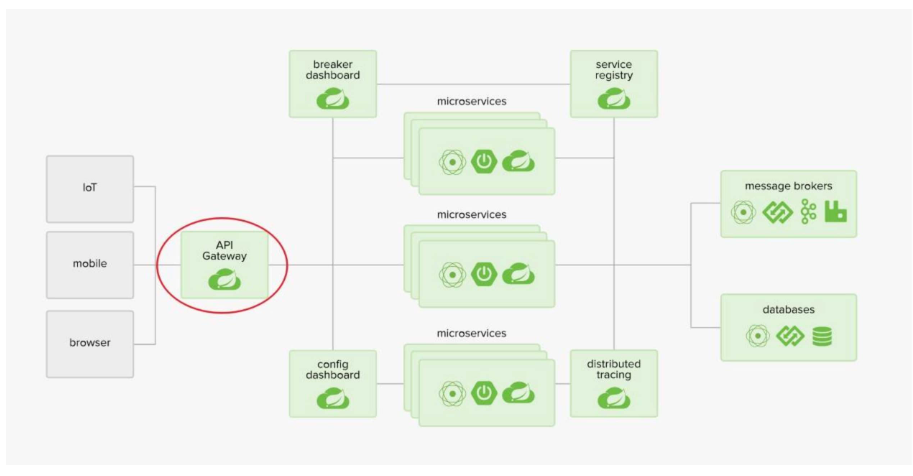 breaker
dashboard
service
registry
microservices
IoT
mobile
browser
API
Gateway
microservices
message brokers
databases
microservices
config
dashboard
distributed
tracing